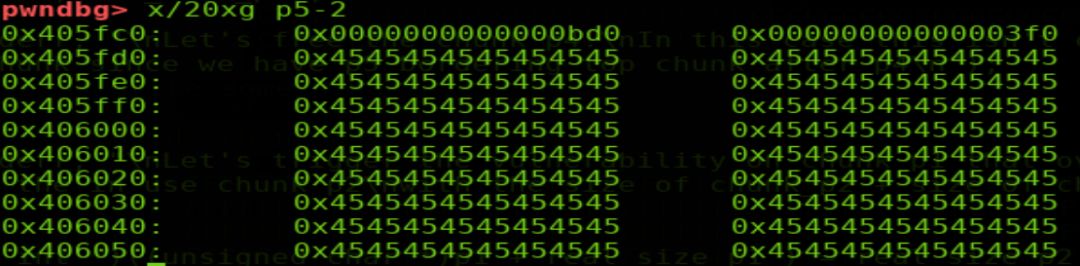 pwndbg> x/20xg p5-2
0x405fc0: 0x0000000000000bd0 0x00000000000003f0
0x405fd0: 0x4545454545454545 0x4545454545454545
0x405fe0: 0x4545454545454545 0x4545454545454545
0x405ff0: 0x4545454545454545 0x4545454545454545
0x406000: 0x4545454545454545 0x4545454545454545
0x406010: 0x4545454545454545 0x4545454545454545
0x406020: 0x4545454545454545 0x4545454545454545
0x406030: 0x4545454545454545 0x4545454545454545
0x406040: 0x4545454545454545 0x4545454545454545
0x406050: 0x4545454545454545 0x4545454545454545